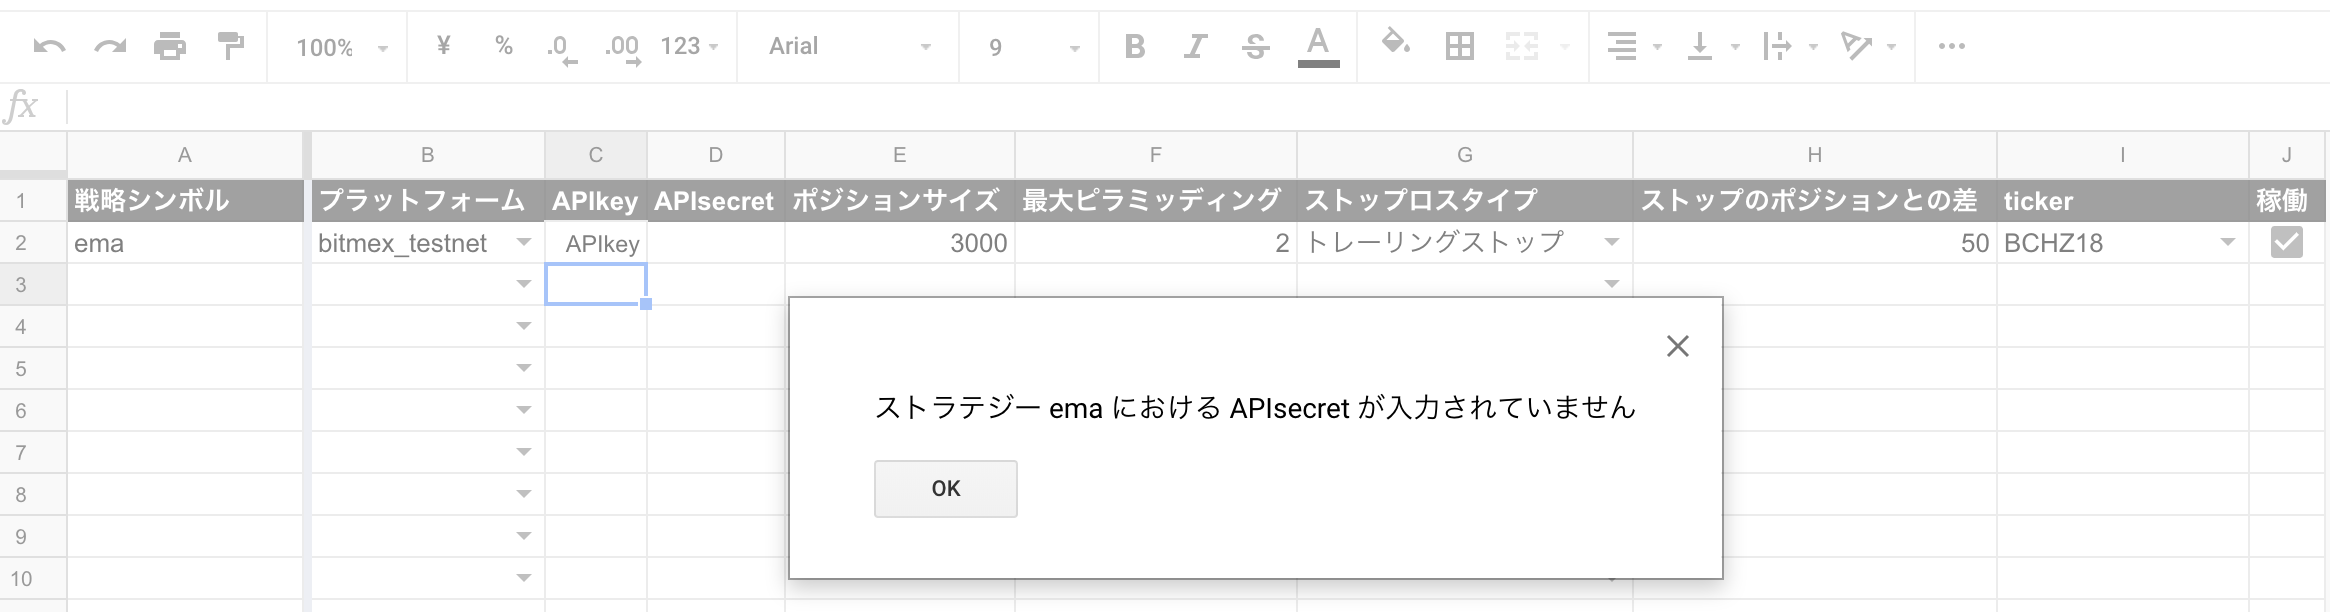 100% ¥ % .0 .00 123 Arial 9 B I S A
fx
A B C D E F G H I J
1 戦略シンボル プラットフォーム APIkey APIsecret ポジションサイズ 最大ピラミッディング ストップロスタイプ ストップのポジションとの差 ticker 稼働
2 ema bitmex_testnet APIkey 3000 2 トレーリングストップ 50 BCHZ18
3
4
5
6
7
8
9
10
ストラテジー ema における APIsecret が入力されていません
OK